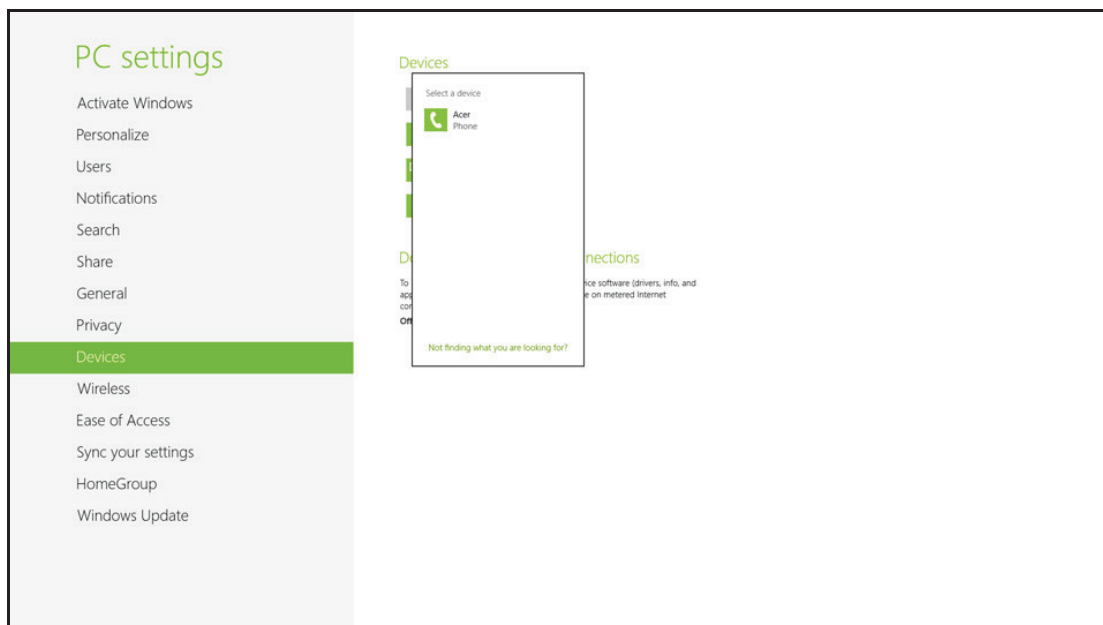 PC settings
Activate Windows
Personalize
Users
Notifications
Search
Share
General
Privacy
Devices
Wireless
Ease of Access
Sync your settings
HomeGroup
Windows Update
Devices
Select a device
Acer
Phone
Not finding what you are looking for?
nections
To
ice software (drivers, info, and
e on metered Internet